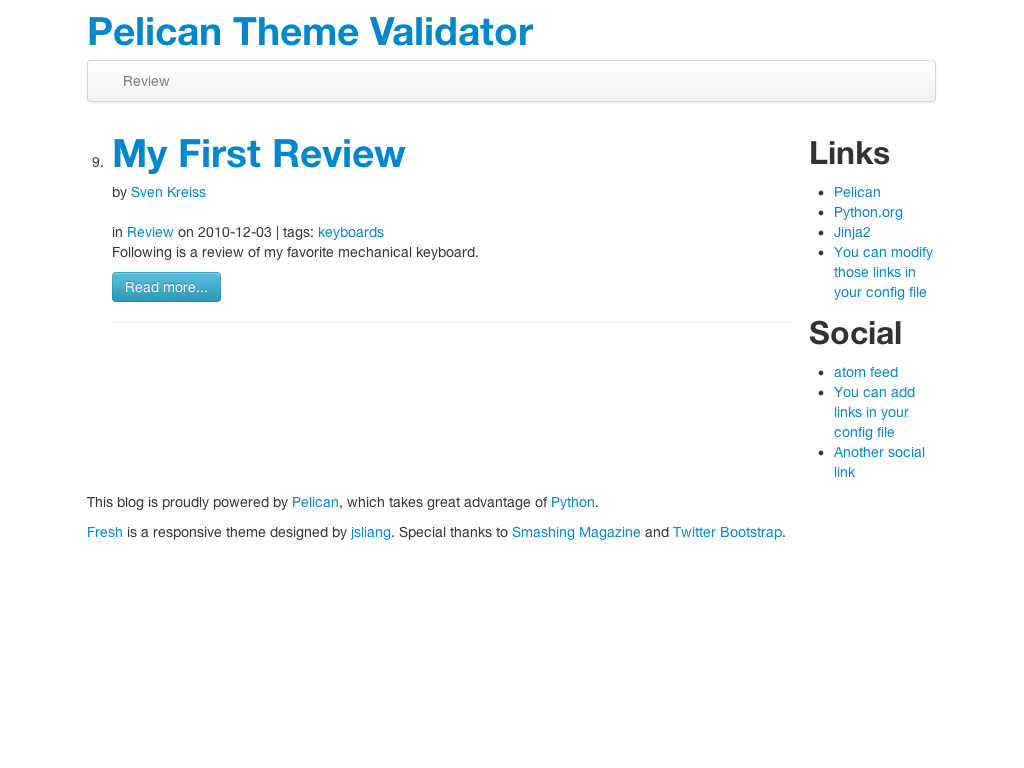 Pelican Theme Validator
Review
9. My First Review
by Sven Kreiss
in Review on 2010-12-03 | tags: keyboards
Following is a review of my favorite mechanical keyboard.
Read more...
Links
• Pelican
• Python.org
• Jinja2
• You can modify
those links in
your config file
Social
• atom feed
• You can add
links in your
config file
• Another social
link
This blog is proudly powered by Pelican, which takes great advantage of Python.
Fresh is a responsive theme designed by jsliang. Special thanks to Smashing Magazine and Twitter Bootstrap.